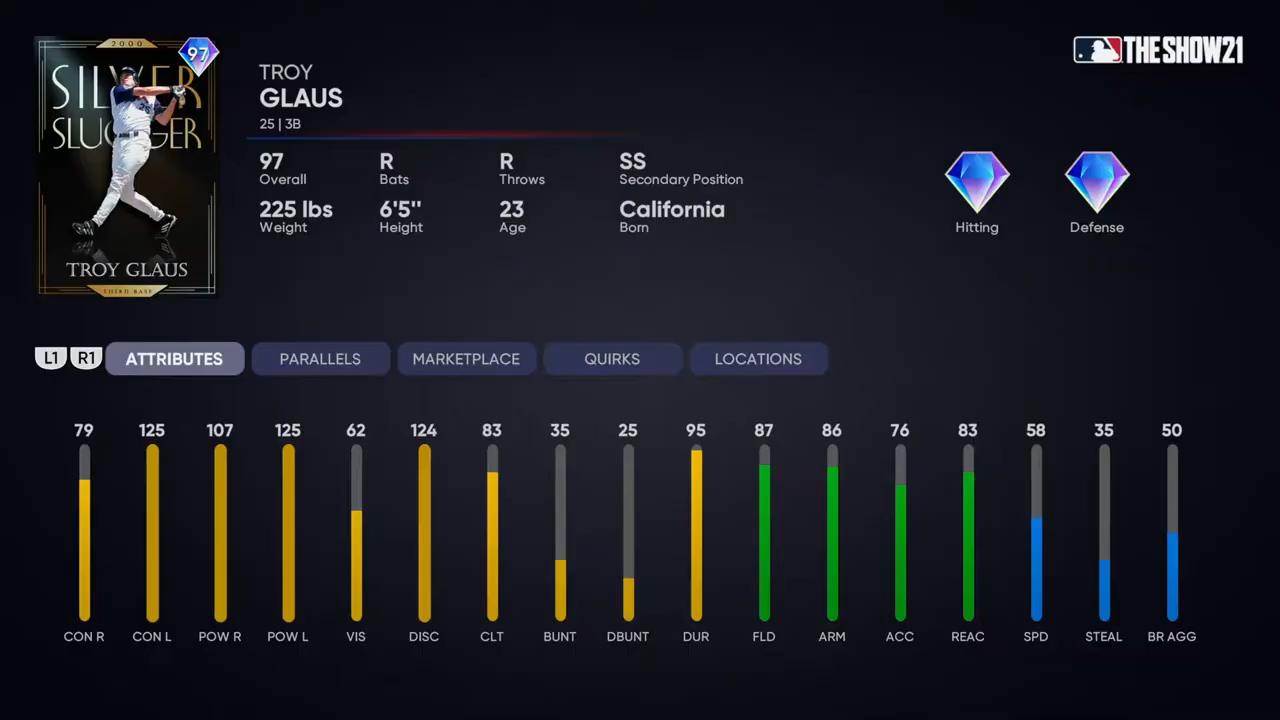 2000
97
SILVER
SLUGGER
TROY GLAUS
THIRD BASE
TROY
GLAUS
25 | 3B
97 R R SS
Overall Bats Throws Secondary Position
225 lbs 6'5'' 23 California
Weight Height Age Born
THE SHOW21
Hitting Defense
L1 R1 ATTRIBUTES PARALLELS MARKETPLACE QUIRKS LOCATIONS
79 125 107 125 62 124 83 35 25 95 87 86 76 83 58 35 50
CON R CON L POW R POW L VIS DISC CLT BUNT DBUNT DUR FLD ARM ACC REAC SPD STEAL BR AGG